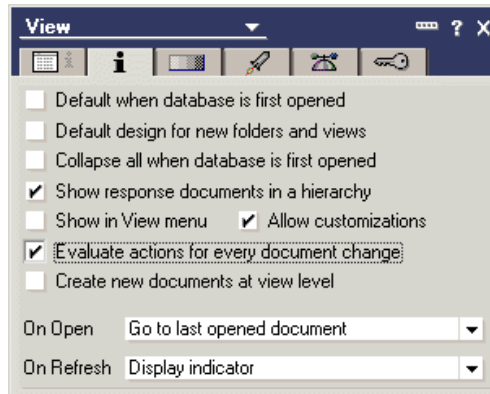 View ? X
i i
Default when database is first opened
Default design for new folders and views
Collapse all when database is first opened
Show response documents in a hierarchy
Show in View menu Allow customizations
Evaluate actions for every document change
Create new documents at view level
On Open Go to last opened document
On Refresh Display indicator